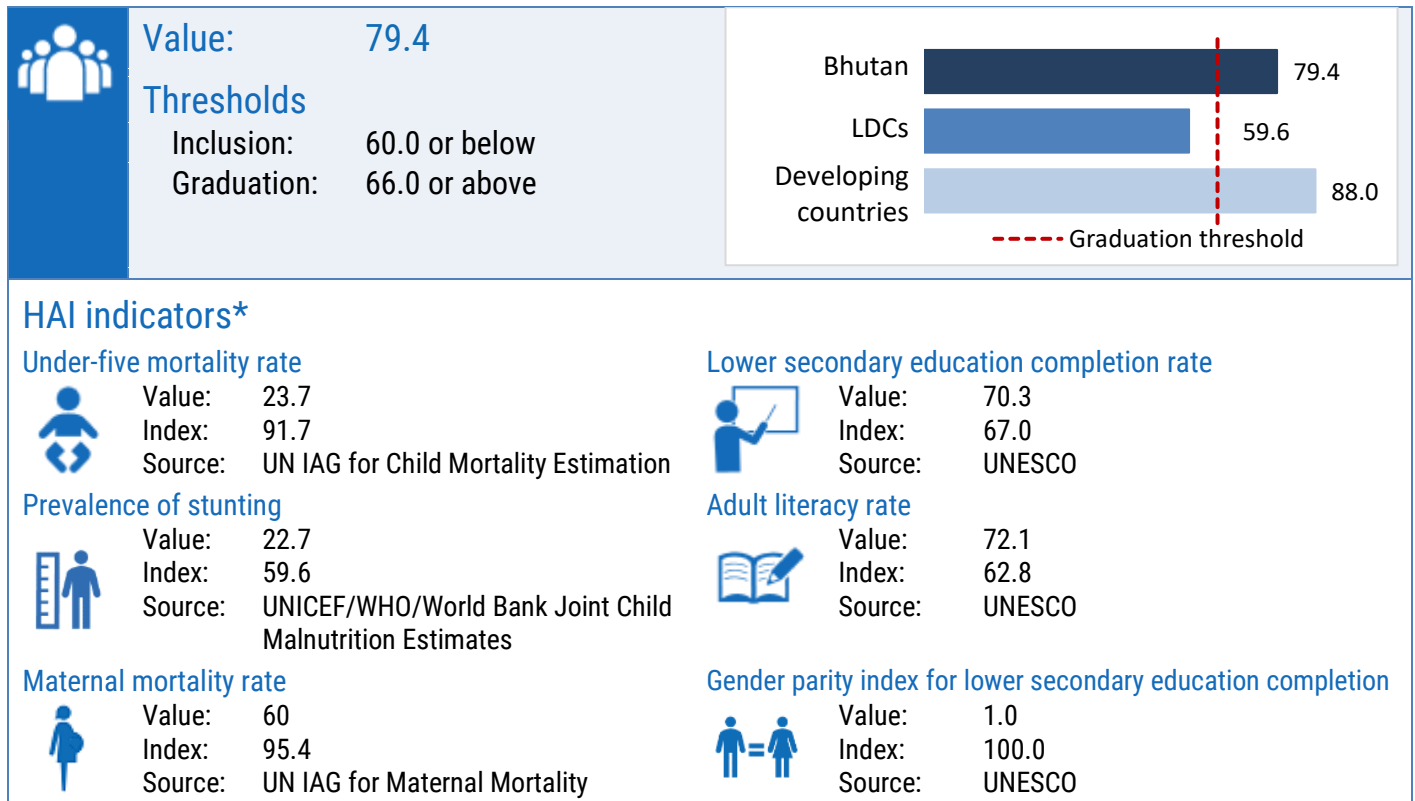 Value: 79.4
Thresholds
Inclusion: 60.0 or below
Graduation: 66.0 or above
Bhutan 79.4
LDCs 59.6
Developing
countries 88.0
Graduation threshold
HAI indicators*
Under-five mortality rate
Value: 23.7
Index: 91.7
Source: UN IAG for Child Mortality Estimation
Prevalence of stunting
Value: 22.7
Index: 59.6
Source: UNICEF/WHO/World Bank Joint Child
Malnutrition Estimates
Maternal mortality rate
Value: 60
Index: 95.4
Source: UN IAG for Maternal Mortality
Lower secondary education completion rate
Value: 70.3
Index: 67.0
Source: UNESCO
Adult literacy rate
Value: 72.1
Index: 62.8
Source: UNESCO
Gender parity index for lower secondary education completion
Value: 1.0
Index: 100.0
Source: UNESCO